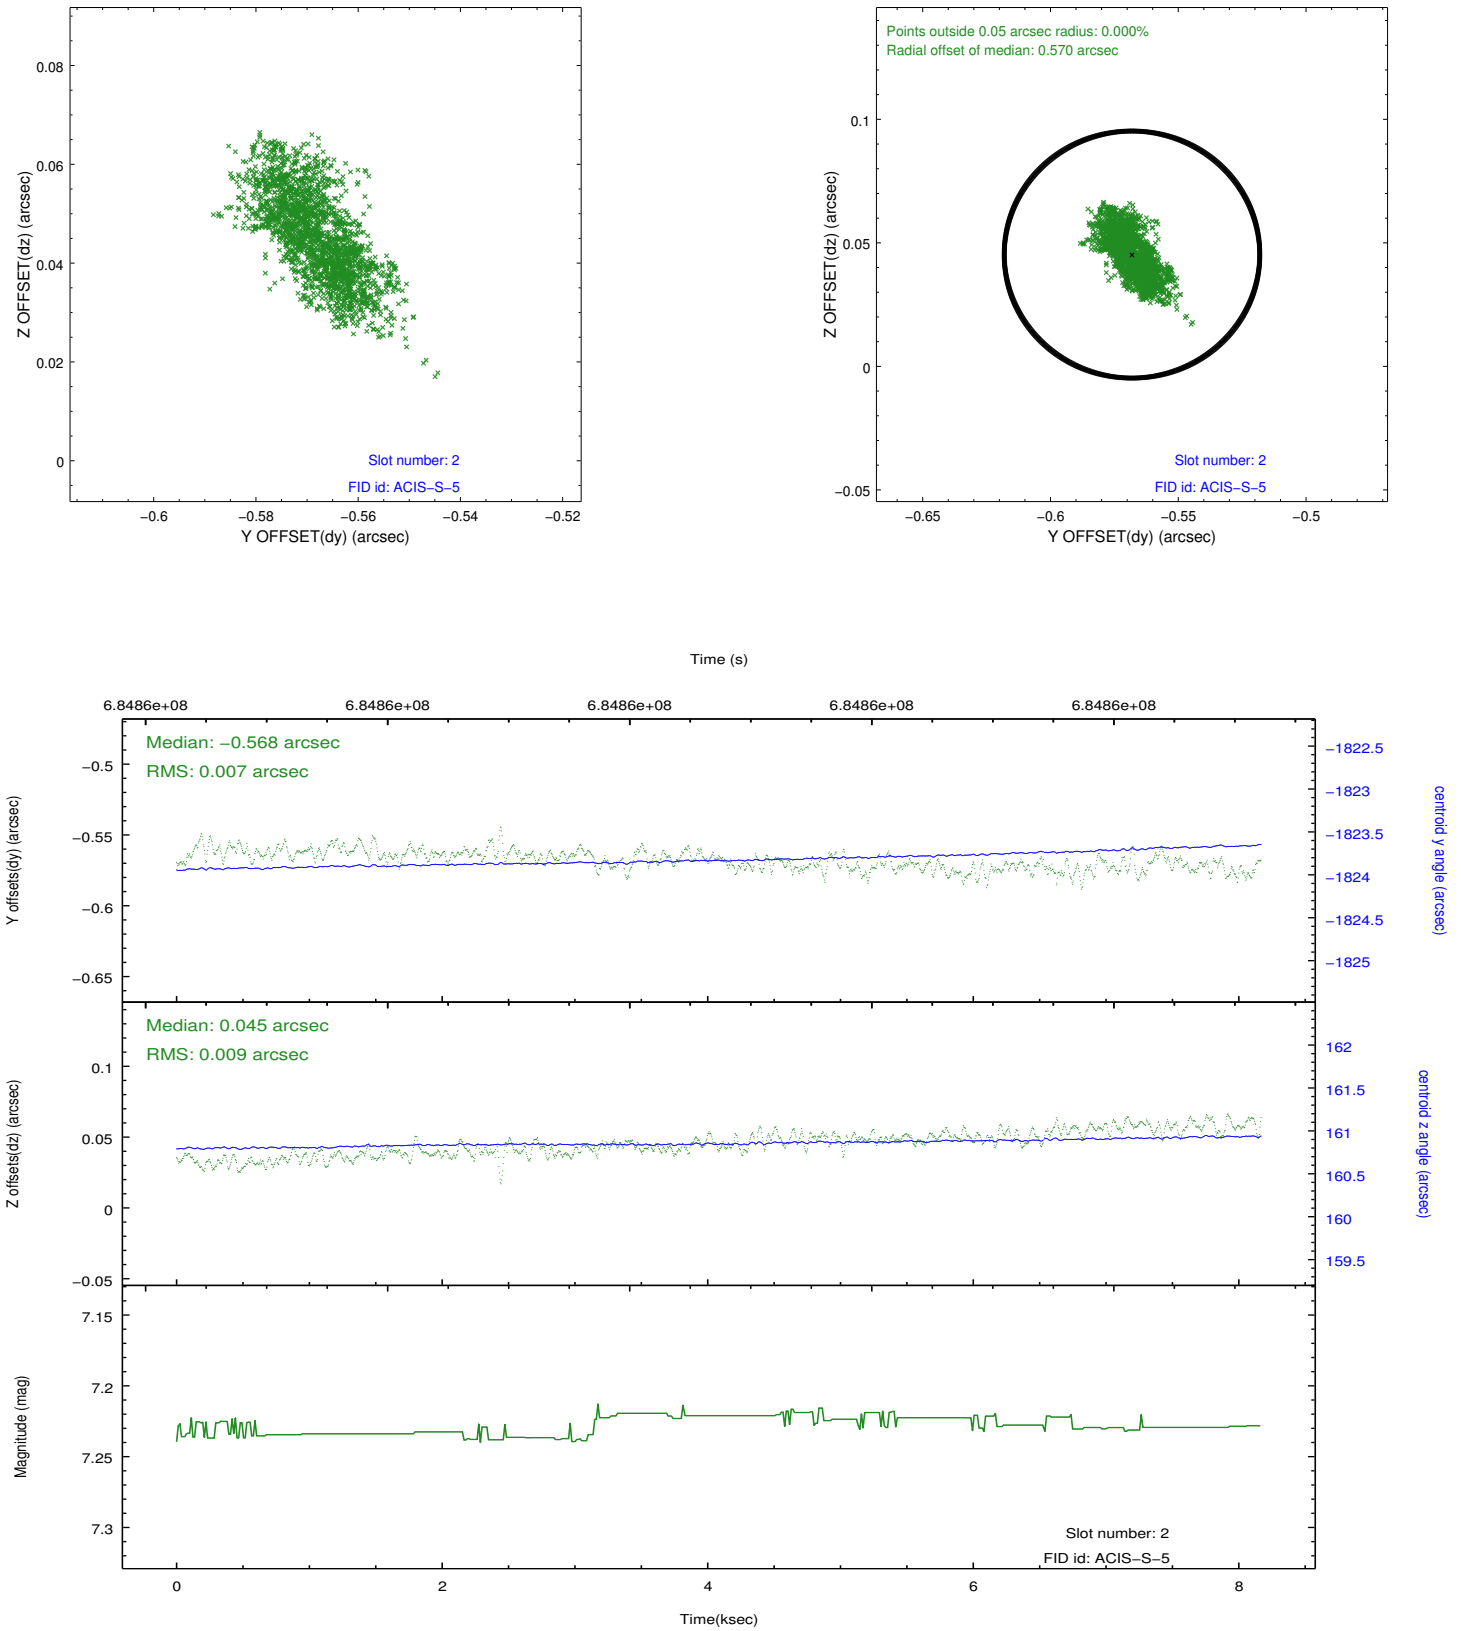 0.08
0.06
0.04
0.02
0
Z OFFSET(dz) (arcsec)
Slot number: 2
FID id: ACIS−S−5
−0.6
−0.58
−0.56
−0.54
−0.52
Y OFFSET(dy) (arcsec)
Points outside 0.05 arcsec radius: 0.000%
Radial offset of median: 0.570 arcsec
0.1
0.05
0
−0.05
Z OFFSET(dz) (arcsec)
Slot number: 2
FID id: ACIS−S−5
−0.65
−0.6
−0.55
−0.5
Y OFFSET(dy) (arcsec)
Time (s)
6.8486e+08
6.8486e+08
6.8486e+08
6.8486e+08
6.8486e+08
Median: −0.568 arcsec
RMS: 0.007 arcsec
−0.5
−0.55
−0.6
−0.65
Y offsets(dy) (arcsec)
−1822.5
−1823
−1823.5
−1824
−1824.5
−1825
centroid y angle (arcsec)
Median: 0.045 arcsec
RMS: 0.009 arcsec
0.1
0.05
0
−0.05
Z offsets(dz) (arcsec)
162
161.5
161
160.5
160
159.5
centroid z angle (arcsec)
7.15
7.2
7.25
7.3
Magnitude (mag)
Slot number: 2
FID id: ACIS−S−5
0
2
4
6
8
Time(ksec)